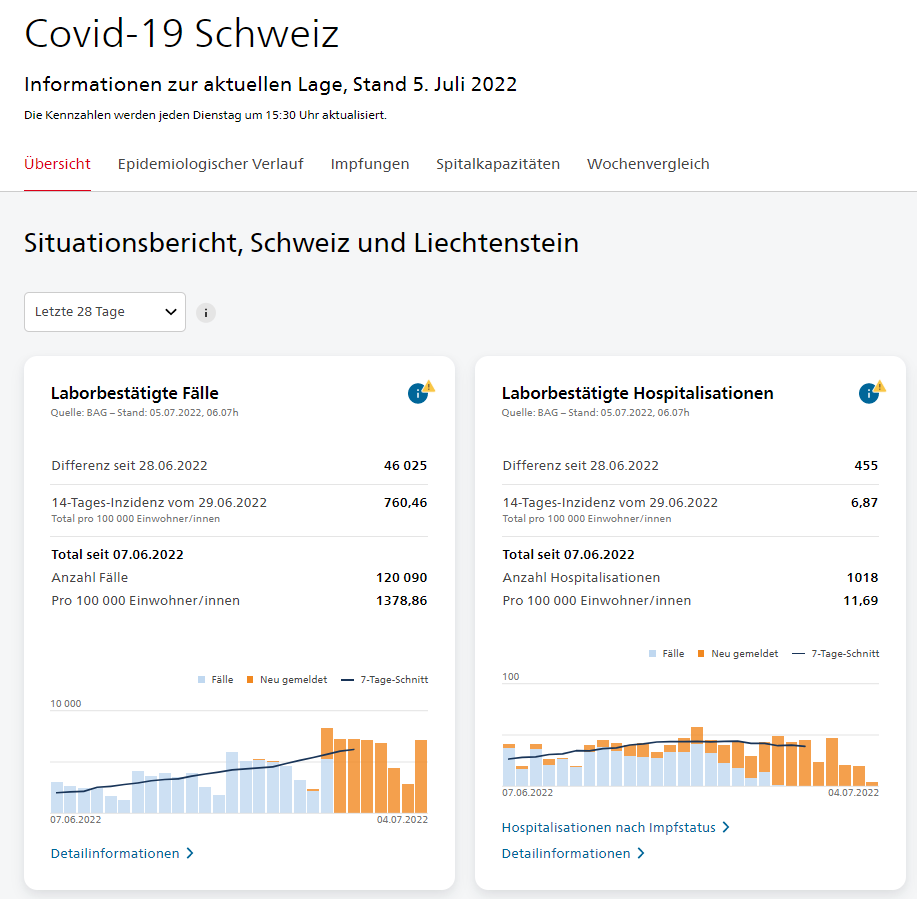 Covid-19 Schweiz
Informationen zur aktuellen Lage, Stand 5. Juli 2022
Die Kennzahlen werden jeden Dienstag um 15:30 Uhr aktualisiert.
Übersicht Epidemiologischer Verlauf Impfungen Spitalkapazitäten Wochenvergleich
Situationsbericht, Schweiz und Liechtenstein
Letzte 28 Tage i
Laborbestätigte Fälle i
Quelle: BAG – Stand: 05.07.2022, 06.07h
Differenz seit 28.06.2022 46 025
14-Tages-Inzidenz vom 29.06.2022 760,46
Total pro 100 000 Einwohner/innen
Total seit 07.06.2022
Anzahl Fälle 120 090
Pro 100 000 Einwohner/innen 1378,86
Fälle Neu gemeldet 7-Tage-Schnitt
10 000
07.06.2022 04.07.2022
Detailinformationen
Laborbestätigte Hospitalisationen i
Quelle: BAG – Stand: 05.07.2022, 06.07h
Differenz seit 28.06.2022 455
14-Tages-Inzidenz vom 29.06.2022 6,87
Total pro 100 000 Einwohner/innen
Total seit 07.06.2022
Anzahl Hospitalisationen 1018
Pro 100 000 Einwohner/innen 11,69
Fälle Neu gemeldet 7-Tage-Schnitt
100
07.06.2022 04.07.2022
Hospitalisationen nach Impfstatus
Detailinformationen